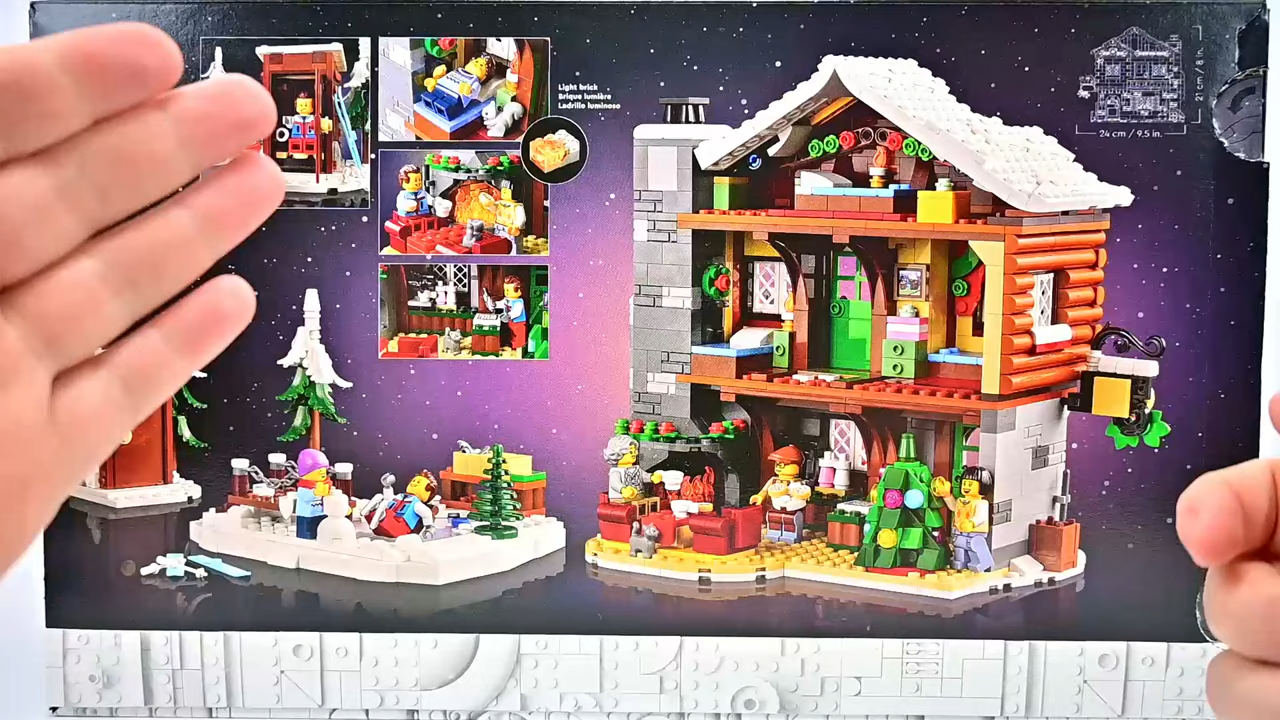 Light brick
Brique lumière
Ladrillo luminoso
21 cm / 8 in.
24 cm / 9.5 in.